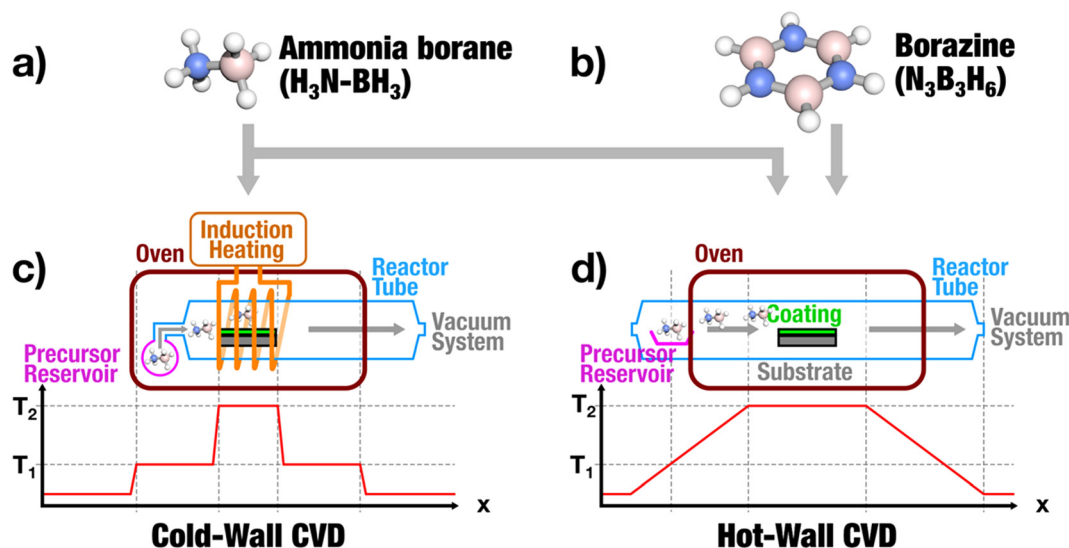 a)
Ammonia borane
(H₃N-BH₃)
b)
Borazine
(N₃B₃H₆)
c)
Oven
Induction
Heating
Reactor
Tube
Vacuum
System
Precursor
Reservoir
T₂
T₁
x
Cold-Wall CVD
d)
Oven
Reactor
Tube
Coating
Vacuum
System
Precursor
Reservoir
Substrate
T₂
T₁
x
Hot-Wall CVD